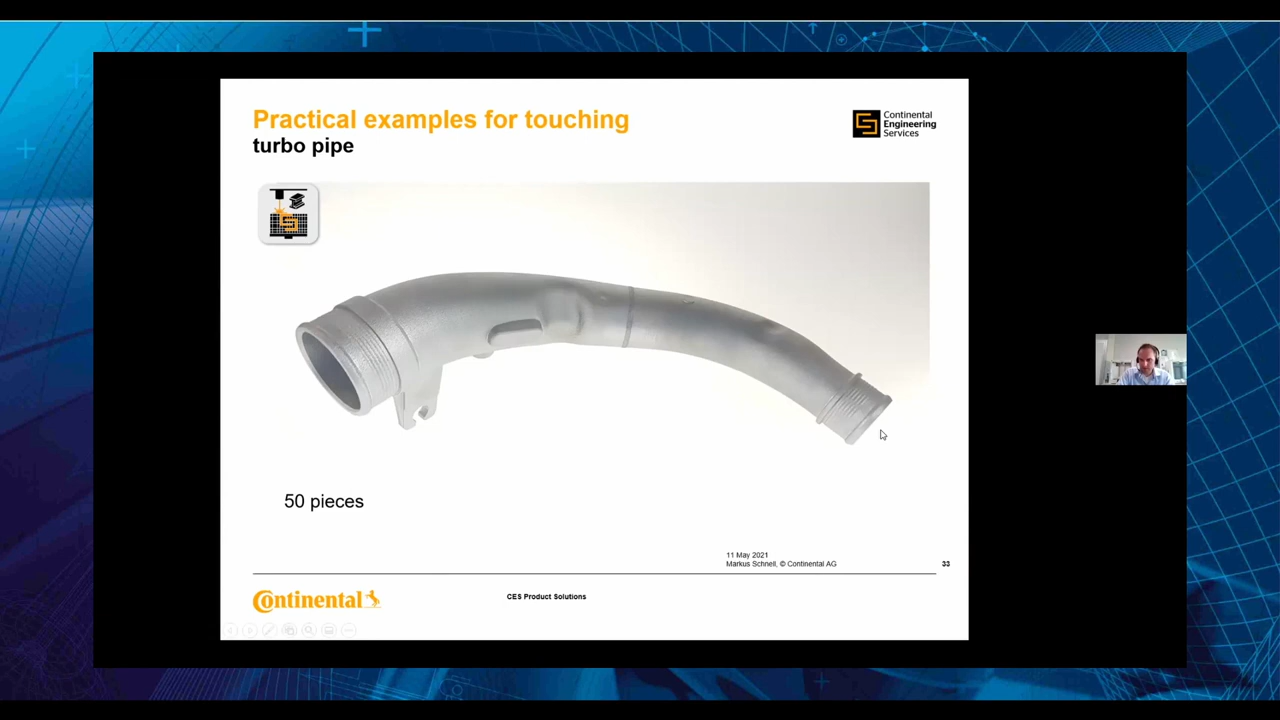 Practical examples for touching
turbo pipe
Continental
Engineering
Services
50 pieces
11 May 2021
Markus Schnell, © Continental AG
33
Continental
CES Product Solutions